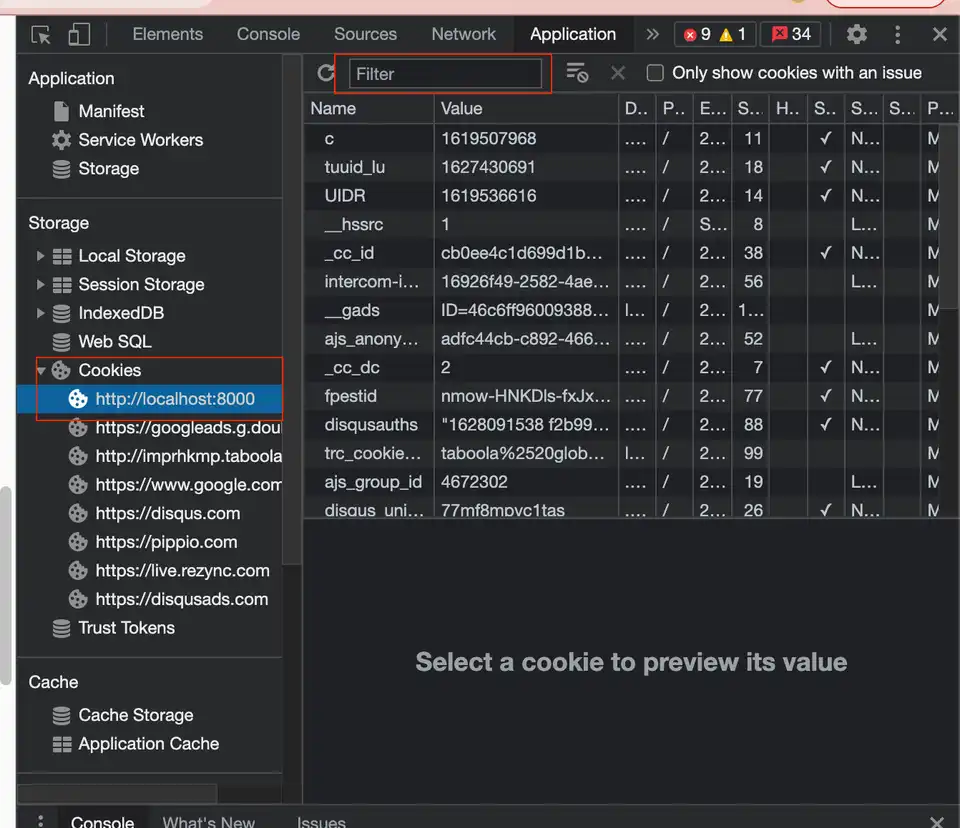 Elements Console Sources Network Application » 9 1 34
Application
Manifest
Service Workers
Storage
Storage
Local Storage
Session Storage
IndexedDB
Web SQL
Cookies
http://localhost:8000
https://googleads.g.dou
http://imprhkmp.taboola
https://www.google.com
https://disqus.com
https://pippio.com
https://live.rezync.com
https://disqusads.com
Trust Tokens
Cache
Cache Storage
Application Cache
Filter Only show cookies with an issue
Name Value D.. P.. E... S... H... S.. S... S... P...
c 1619507968 .... / 2... 11 ✓ N... M
tuuid_lu 1627430691 .... / 2... 18 ✓ N... M
UIDR 1619536616 .... / 2... 14 ✓ N... M
__hssrc 1 .... / S... 8 L... M
_cc_id cb0ee4c1d699d1b... .... / 2... 38 ✓ N... M
intercom-i... 16926f49-2582-4ae... .... / 2... 56 L... M
__gads ID=46c6ff96009388... l... / 2... 1... M
ajs_anony... adfc44cb-c892-466... .... / 2... 52 L... M
_cc_dc 2 .... / 2... 7 ✓ N... M
fpestid nmow-HNKDls-fxJx... .... / 2... 77 ✓ N... M
disqusauths "1628091538 f2b99... .... / 2... 88 ✓ N... M
trc_cookie... taboola%2520glob... l... / 2... 99 M
ajs_group_id 4672302 .... / 2... 19 L... M
disqus_uni... 77mf8mpvc1tas .... / 2... 26 ✓ N... M
Select a cookie to preview its value
Console What's New Issues